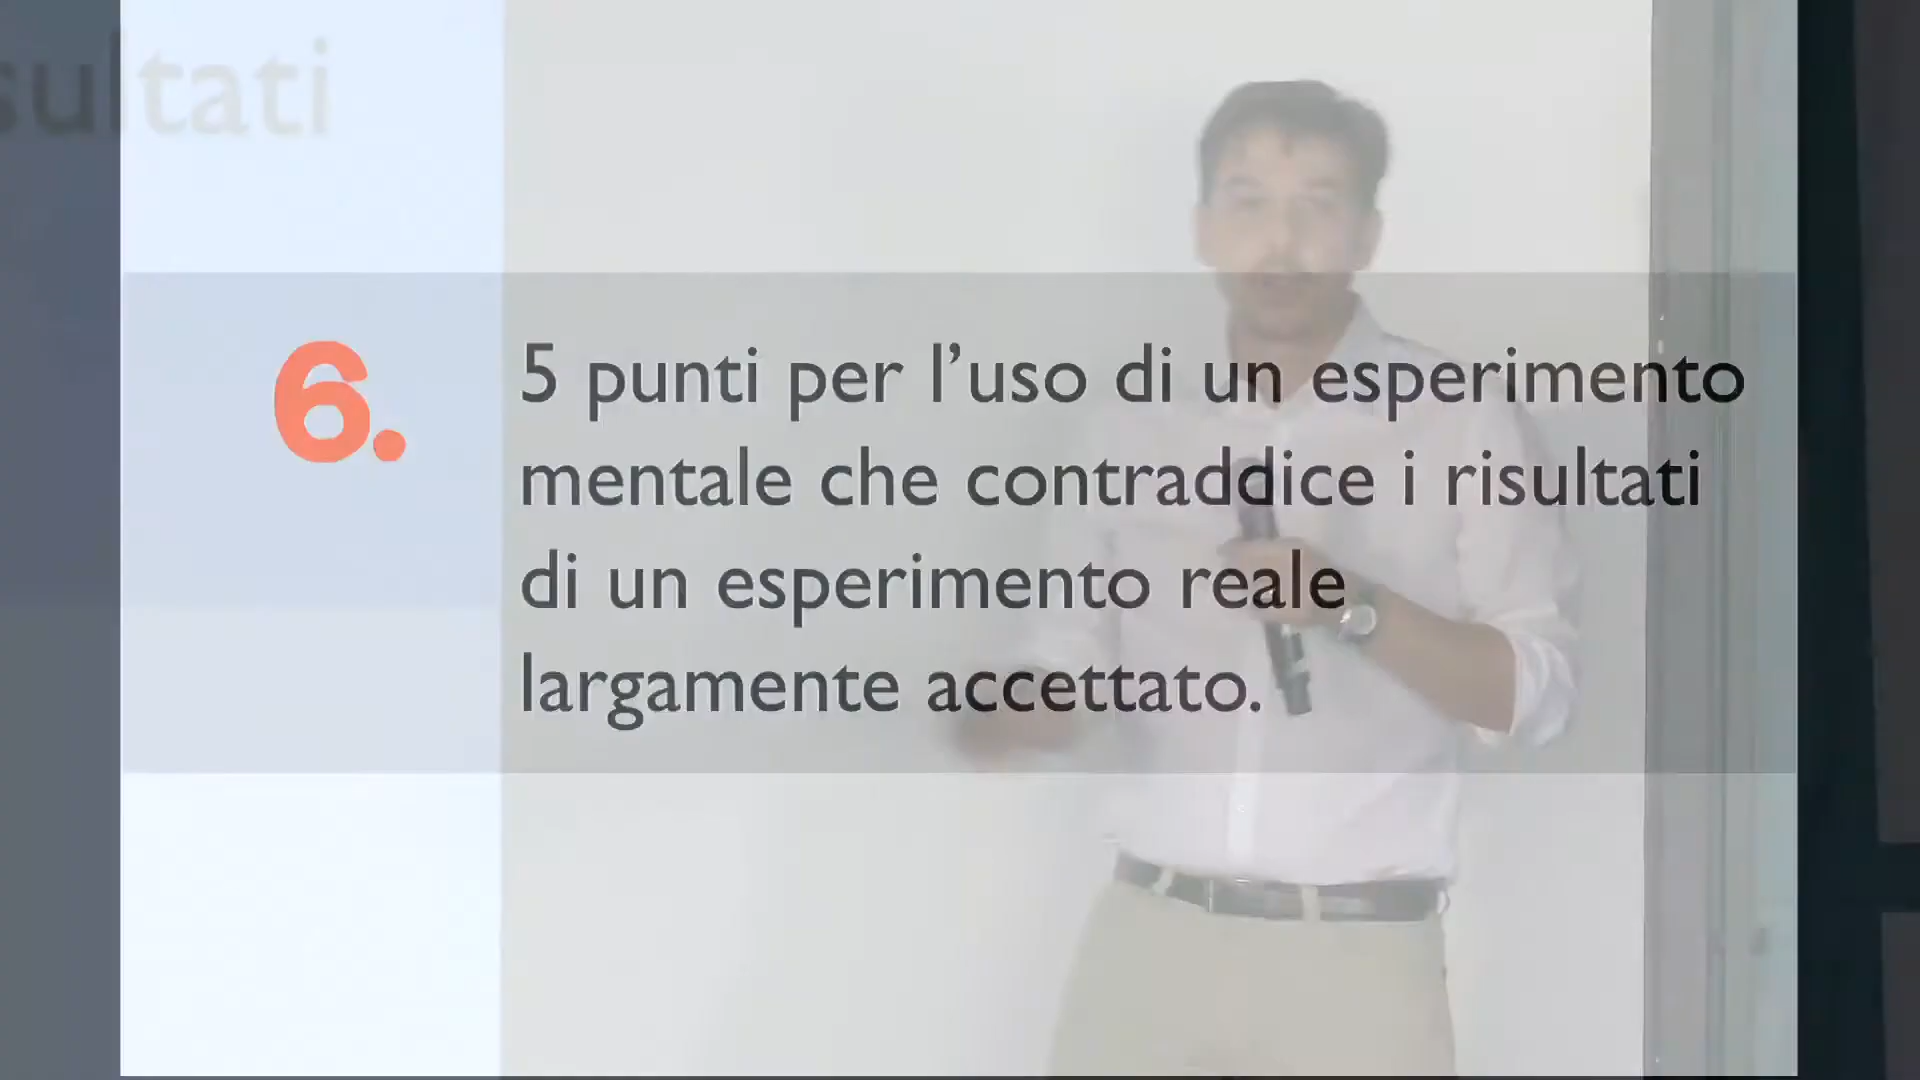 sultati
6.
5 punti per l’uso di un esperimento
mentale che contraddice i risultati
di un esperimento reale
largamente accettato.